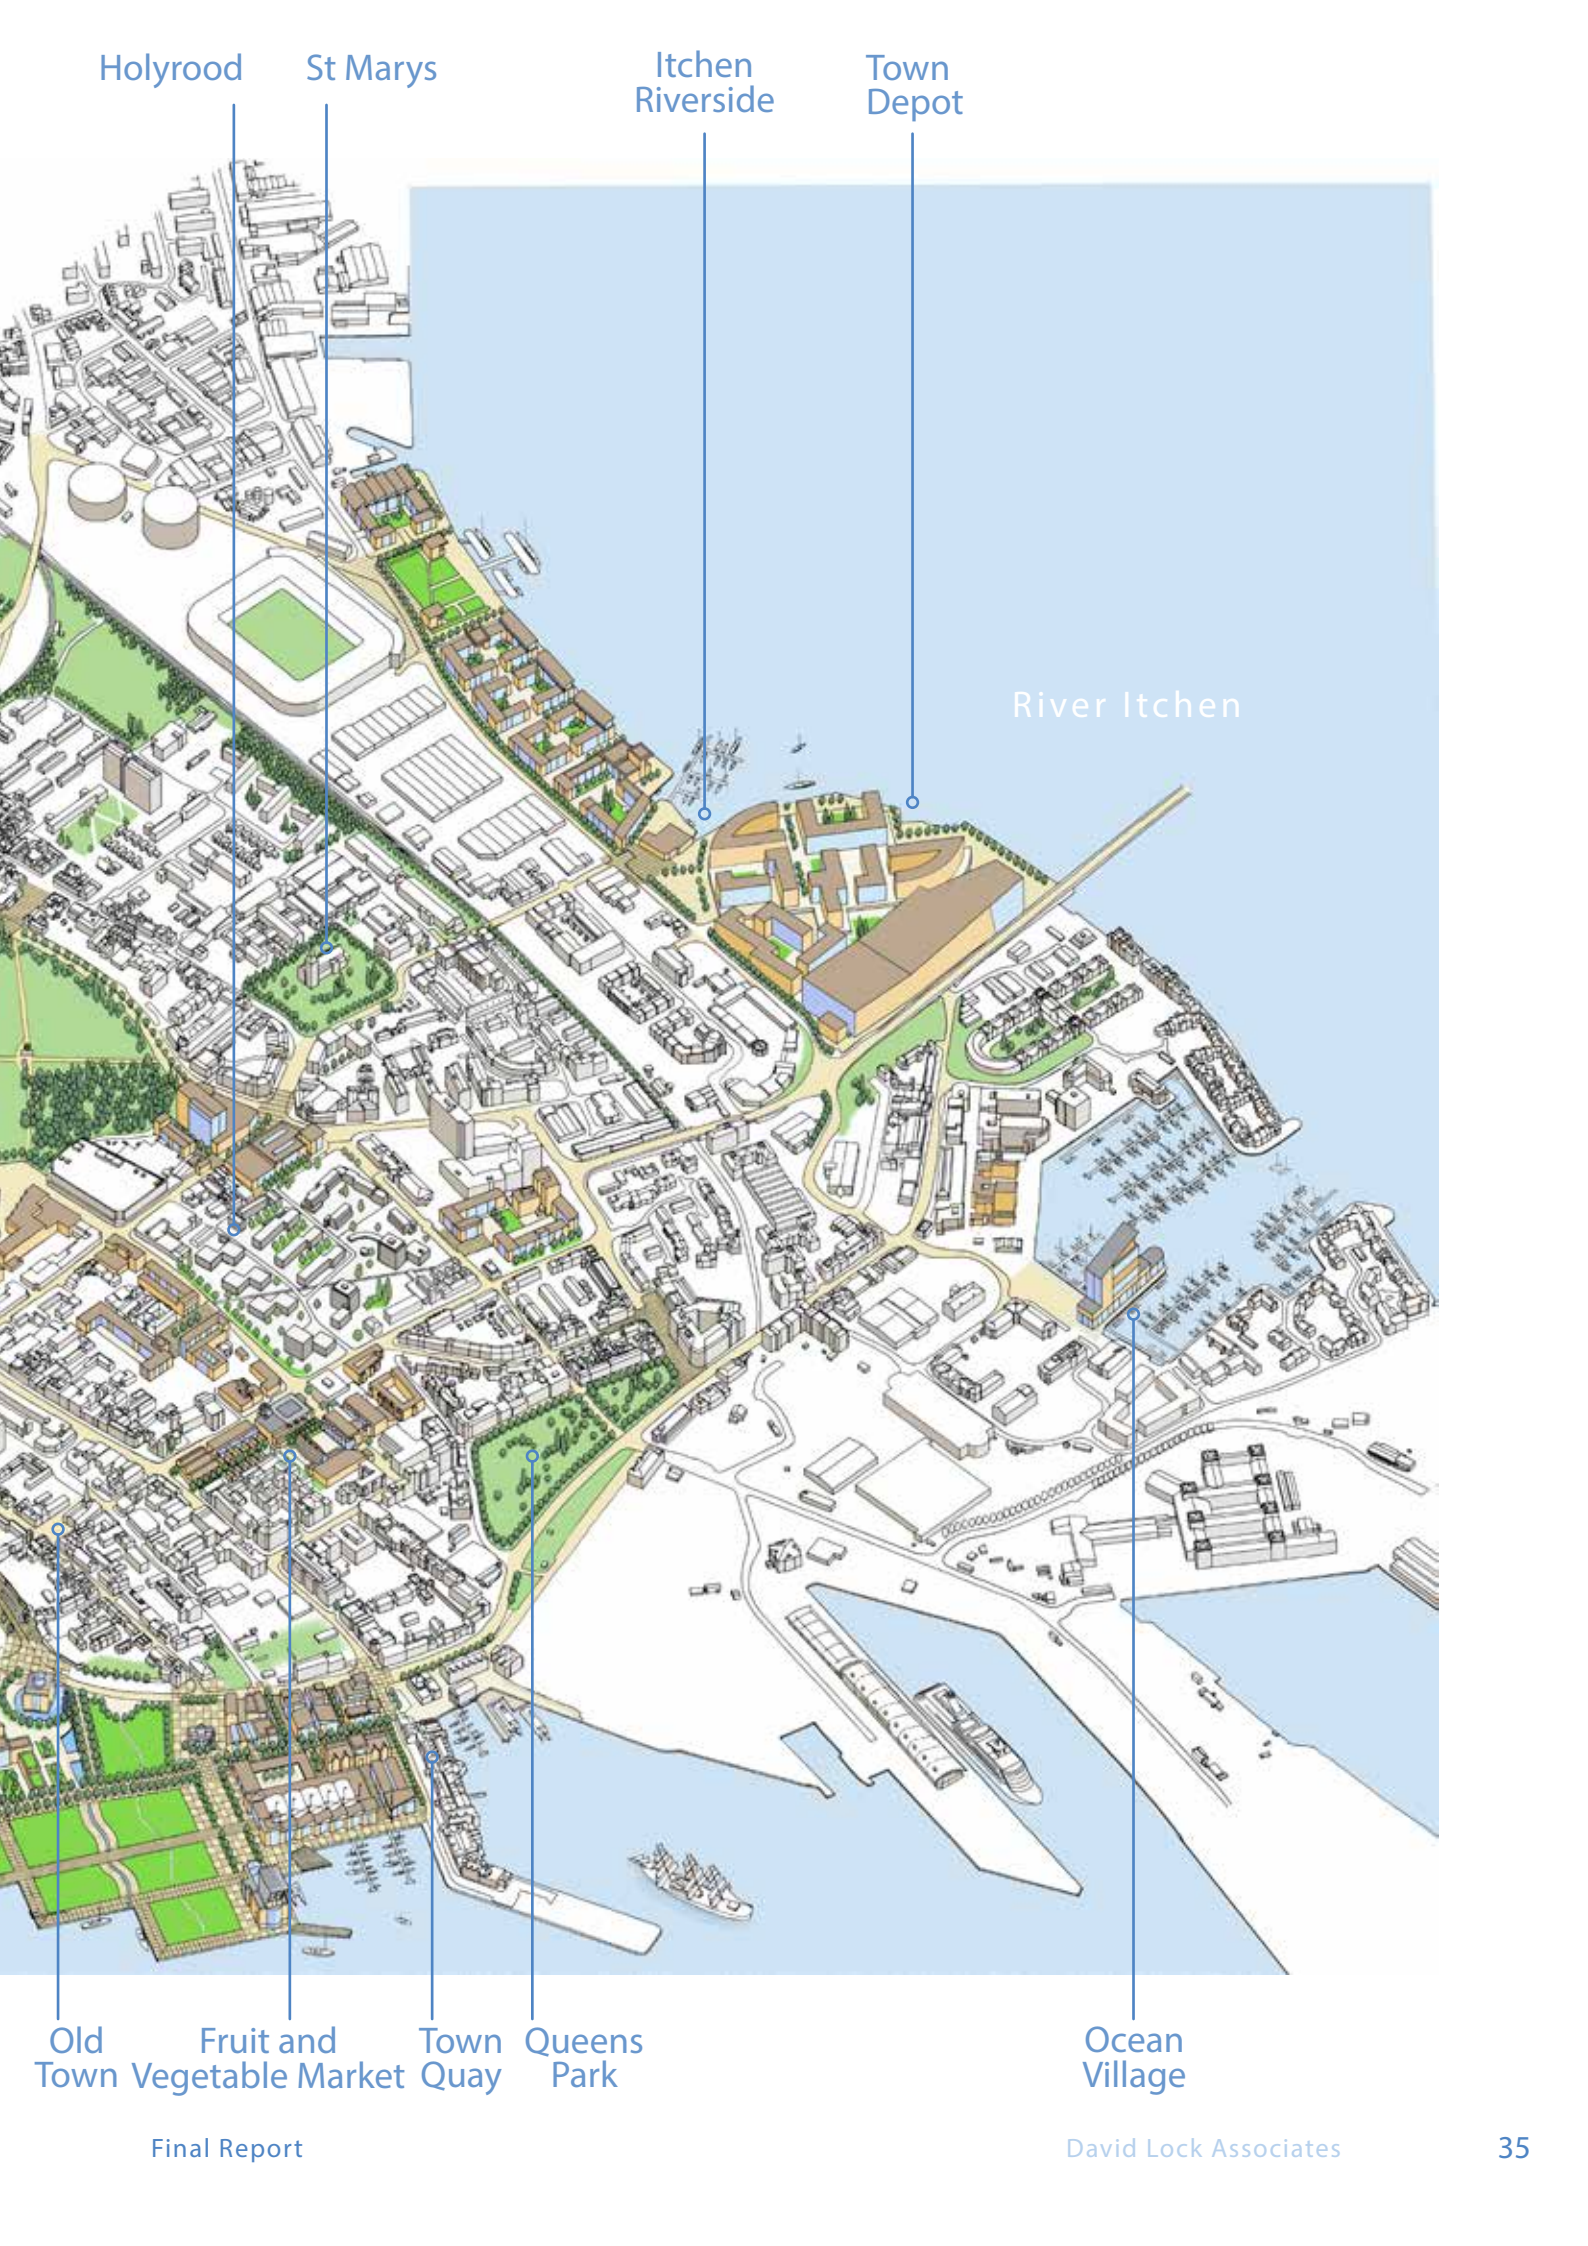 Holyrood
St Marys
Itchen
Riverside
Town
Depot
River Itchen
Old
Town
Fruit and
Vegetable Market
Town
Quay
Queens
Park
Ocean
Village
Final Report
David Lock Associates
35